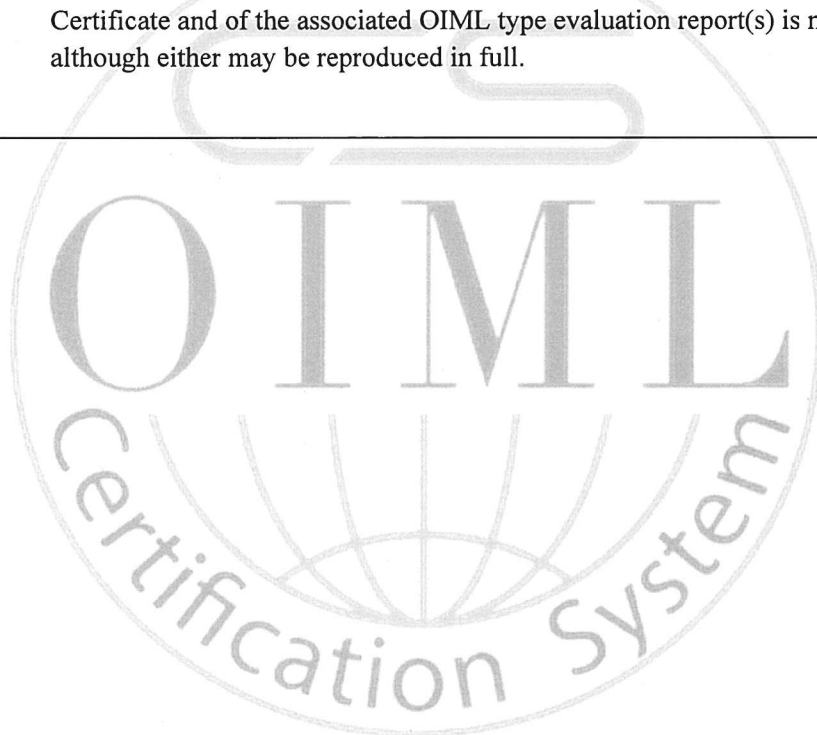 Certificate and of the associated OIML type evaluation report(s) is
although either may be reproduced in full.
OIML
Certification System